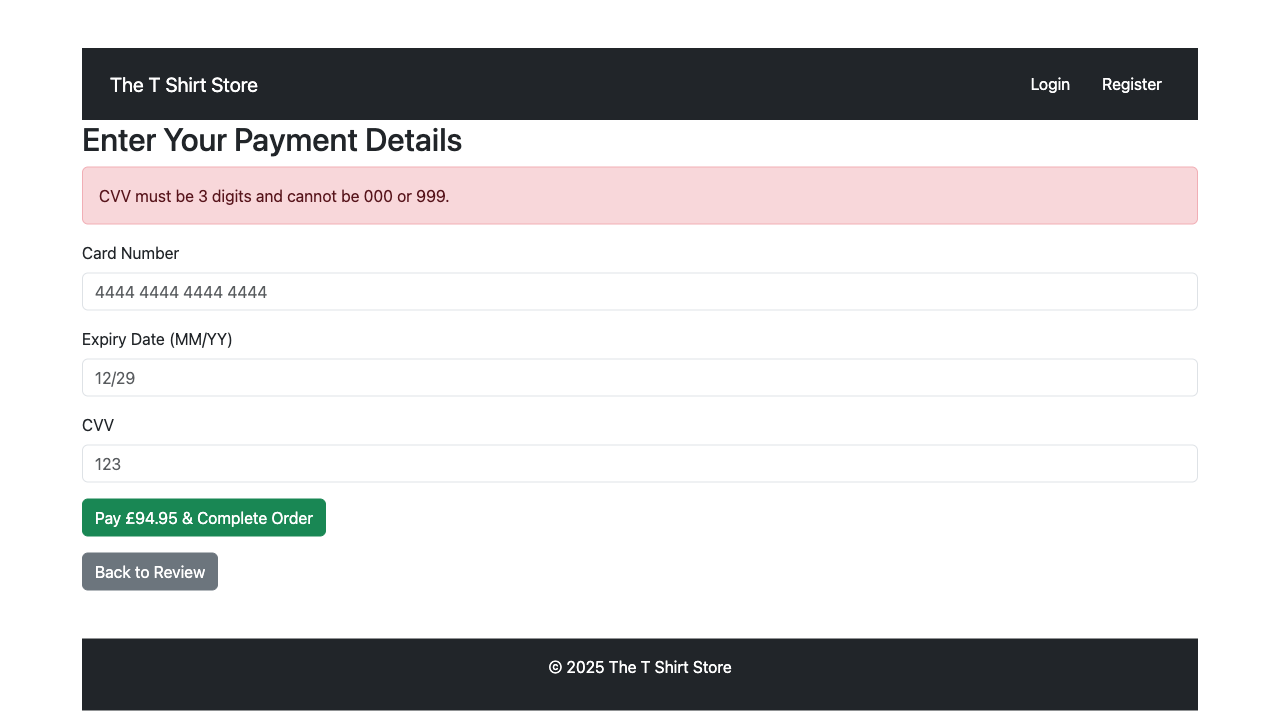 The T Shirt Store
Login
Register
Enter Your Payment Details
CVV must be 3 digits and cannot be 000 or 999.
Card Number
4444 4444 4444 4444
Expiry Date (MM/YY)
12/29
CVV
123
Pay £94.95 & Complete Order
Back to Review
© 2025 The T Shirt Store